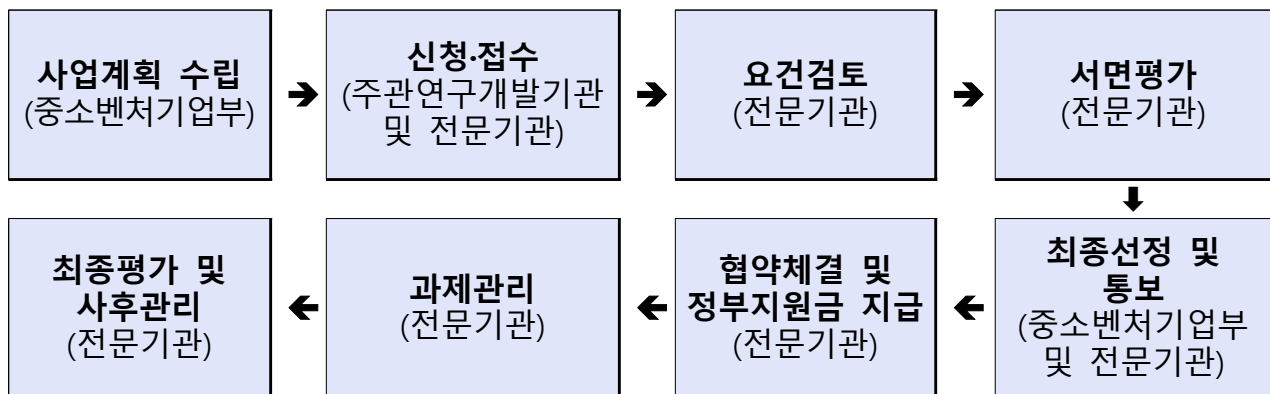 사업계획 수립
(중소벤처기업부)
➔
신청·접수
(주관연구개발기관
및 전문기관)
➔
요건검토
(전문기관)
➔
서면평가
(전문기관)
⬇
최종선정 및
통보
(중소벤처기업부
및 전문기관)
←
협약체결 및
정부지원금 지급
(전문기관)
←
과제관리
(전문기관)
←
최종평가 및
사후관리
(전문기관)